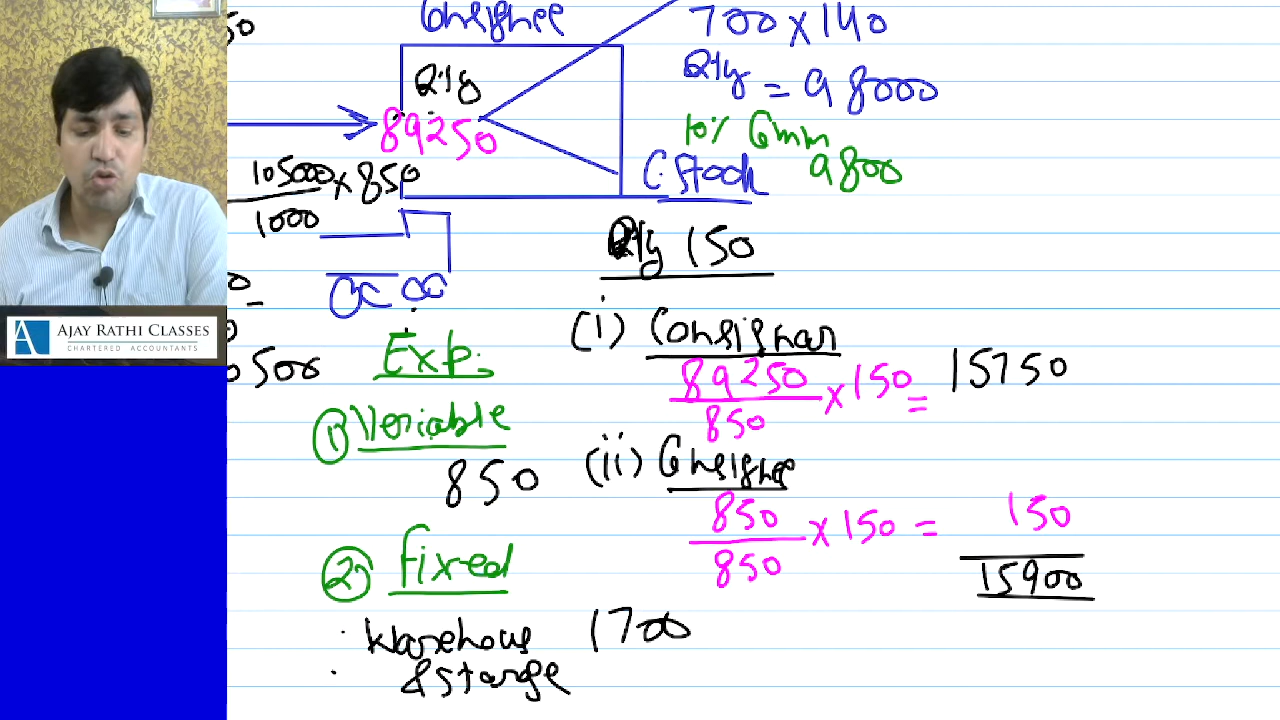 50
Consignee
700 x 140
Qty = 98000
Qty
89250
10% Comm
9800
105000 x 850
1000
C. Stock
Qty 150
(i) Consignor
89250 x 150 = 15750
850
500
Exp.
① Variable
850
(ii) Consignee
850 x 150 = 150
850
15900
② Fixed
· Warehouse 1700
· & Storage
AJAY RATHI CLASSES
CHARTERED ACCOUNTANTS